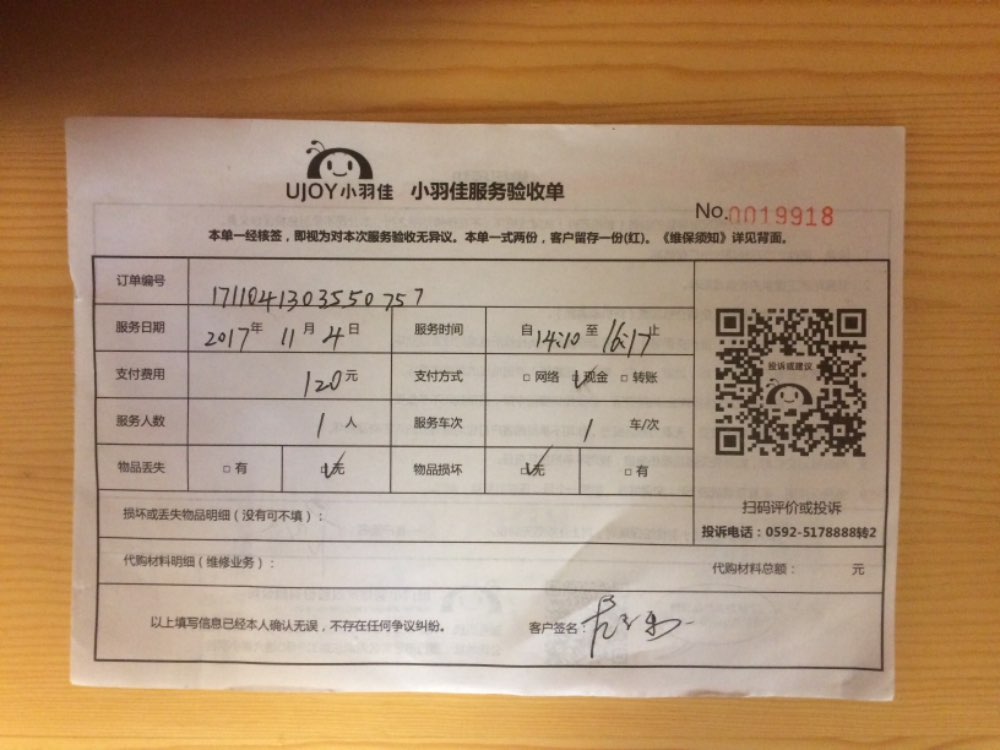 UJOY小羽佳 小羽佳服务验收单
No.0019918
本单一经核签，即视为对本次服务验收无异议。本单一式两份，客户留存一份(红)。《维保须知》详见背面。
订单编号 1711041303550757
服务日期 2017年 11月 4日 服务时间 自14:10至16:17止
支付费用 120元 支付方式 □网络 ☑现金 □转账
服务人数 1人 服务车次 1 车/次
物品丢失 □有 ☑无 物品损坏 ☑无 □有
投诉或建议
扫码评价或投诉
投诉电话：0592-5178888转2
损坏或丢失物品明细（没有可不填）：
代购材料明细（维修业务）： 代购材料总额： 元
以上填写信息已经本人确认无误，不存在任何争议纠纷。 客户签名：